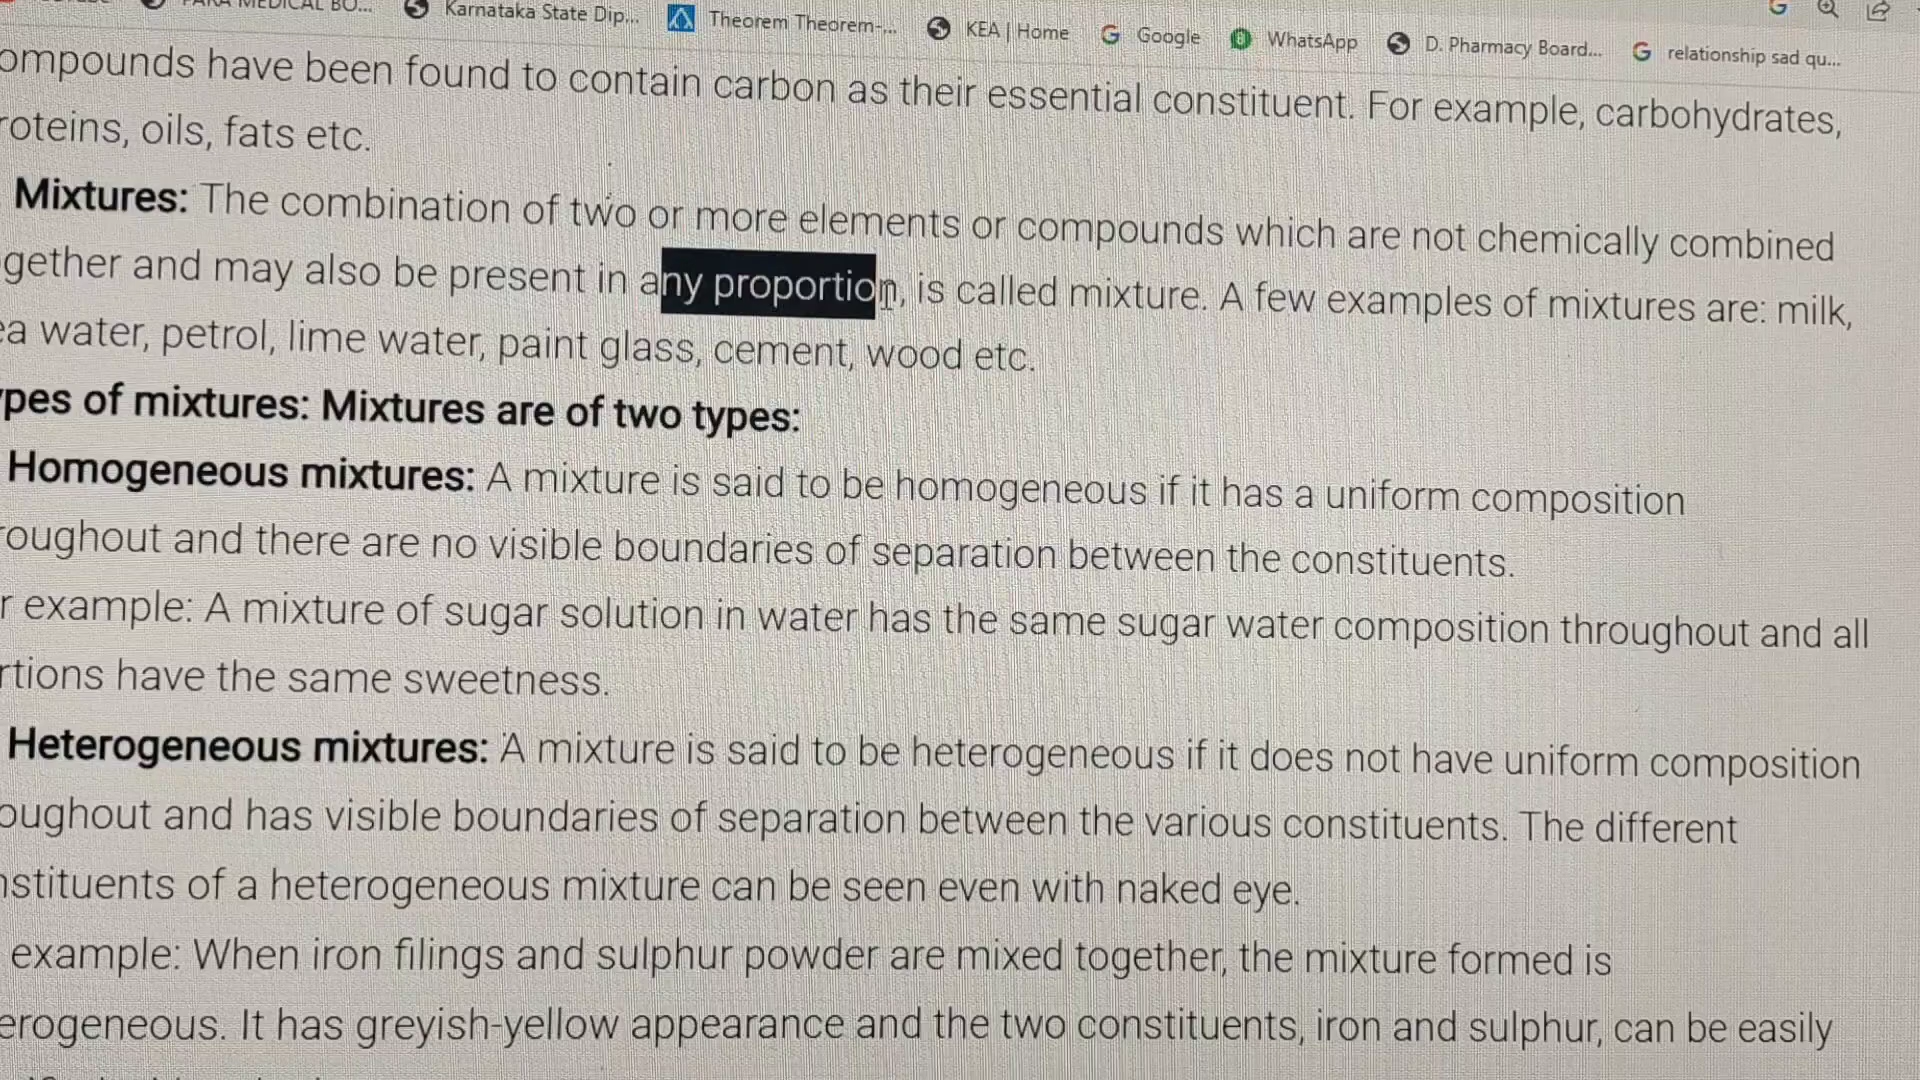 PARA MEDICAL BO... Karnataka State Dip... Theorem Theorem-... KEA | Home Google WhatsApp D. Pharmacy Board... relationship sad qu...
ompounds have been found to contain carbon as their essential constituent. For example, carbohydrates,
roteins, oils, fats etc.
Mixtures: The combination of two or more elements or compounds which are not chemically combined
gether and may also be present in any proportion, is called mixture. A few examples of mixtures are: milk,
ea water, petrol, lime water, paint glass, cement, wood etc.
ypes of mixtures: Mixtures are of two types:
Homogeneous mixtures: A mixture is said to be homogeneous if it has a uniform composition
roughout and there are no visible boundaries of separation between the constituents.
r example: A mixture of sugar solution in water has the same sugar water composition throughout and all
rtions have the same sweetness.
Heterogeneous mixtures: A mixture is said to be heterogeneous if it does not have uniform composition
oughout and has visible boundaries of separation between the various constituents. The different
nstituents of a heterogeneous mixture can be seen even with naked eye.
example: When iron filings and sulphur powder are mixed together, the mixture formed is
erogeneous. It has greyish-yellow appearance and the two constituents, iron and sulphur, can be easily